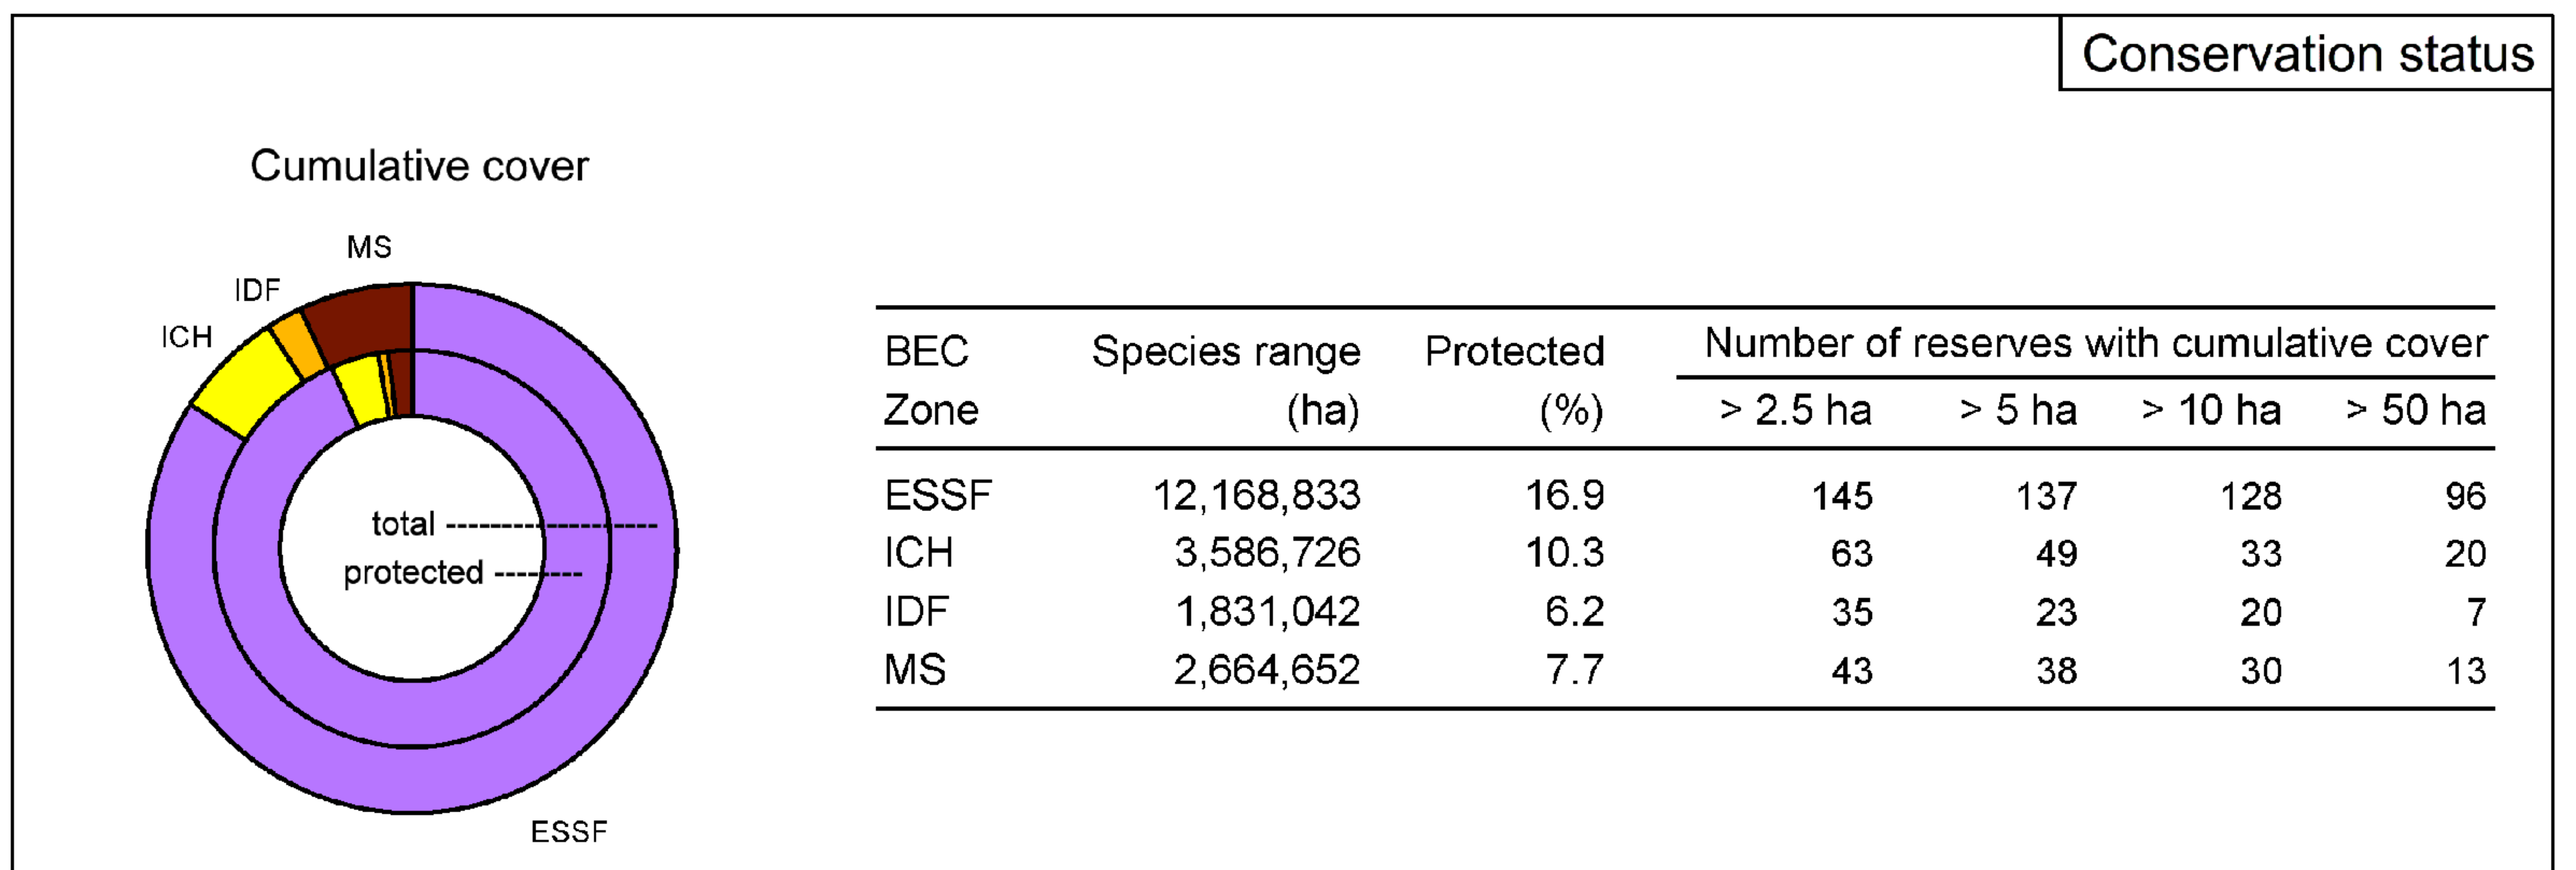 Conservation status
Cumulative cover
MS
IDF
ICH
total
protected
ESSF
BEC Species range Protected Number of reserves with cumulative cover
Zone (ha) (%) > 2.5 ha > 5 ha > 10 ha > 50 ha
ESSF 12,168,833 16.9 145 137 128 96
ICH 3,586,726 10.3 63 49 33 20
IDF 1,831,042 6.2 35 23 20 7
MS 2,664,652 7.7 43 38 30 13